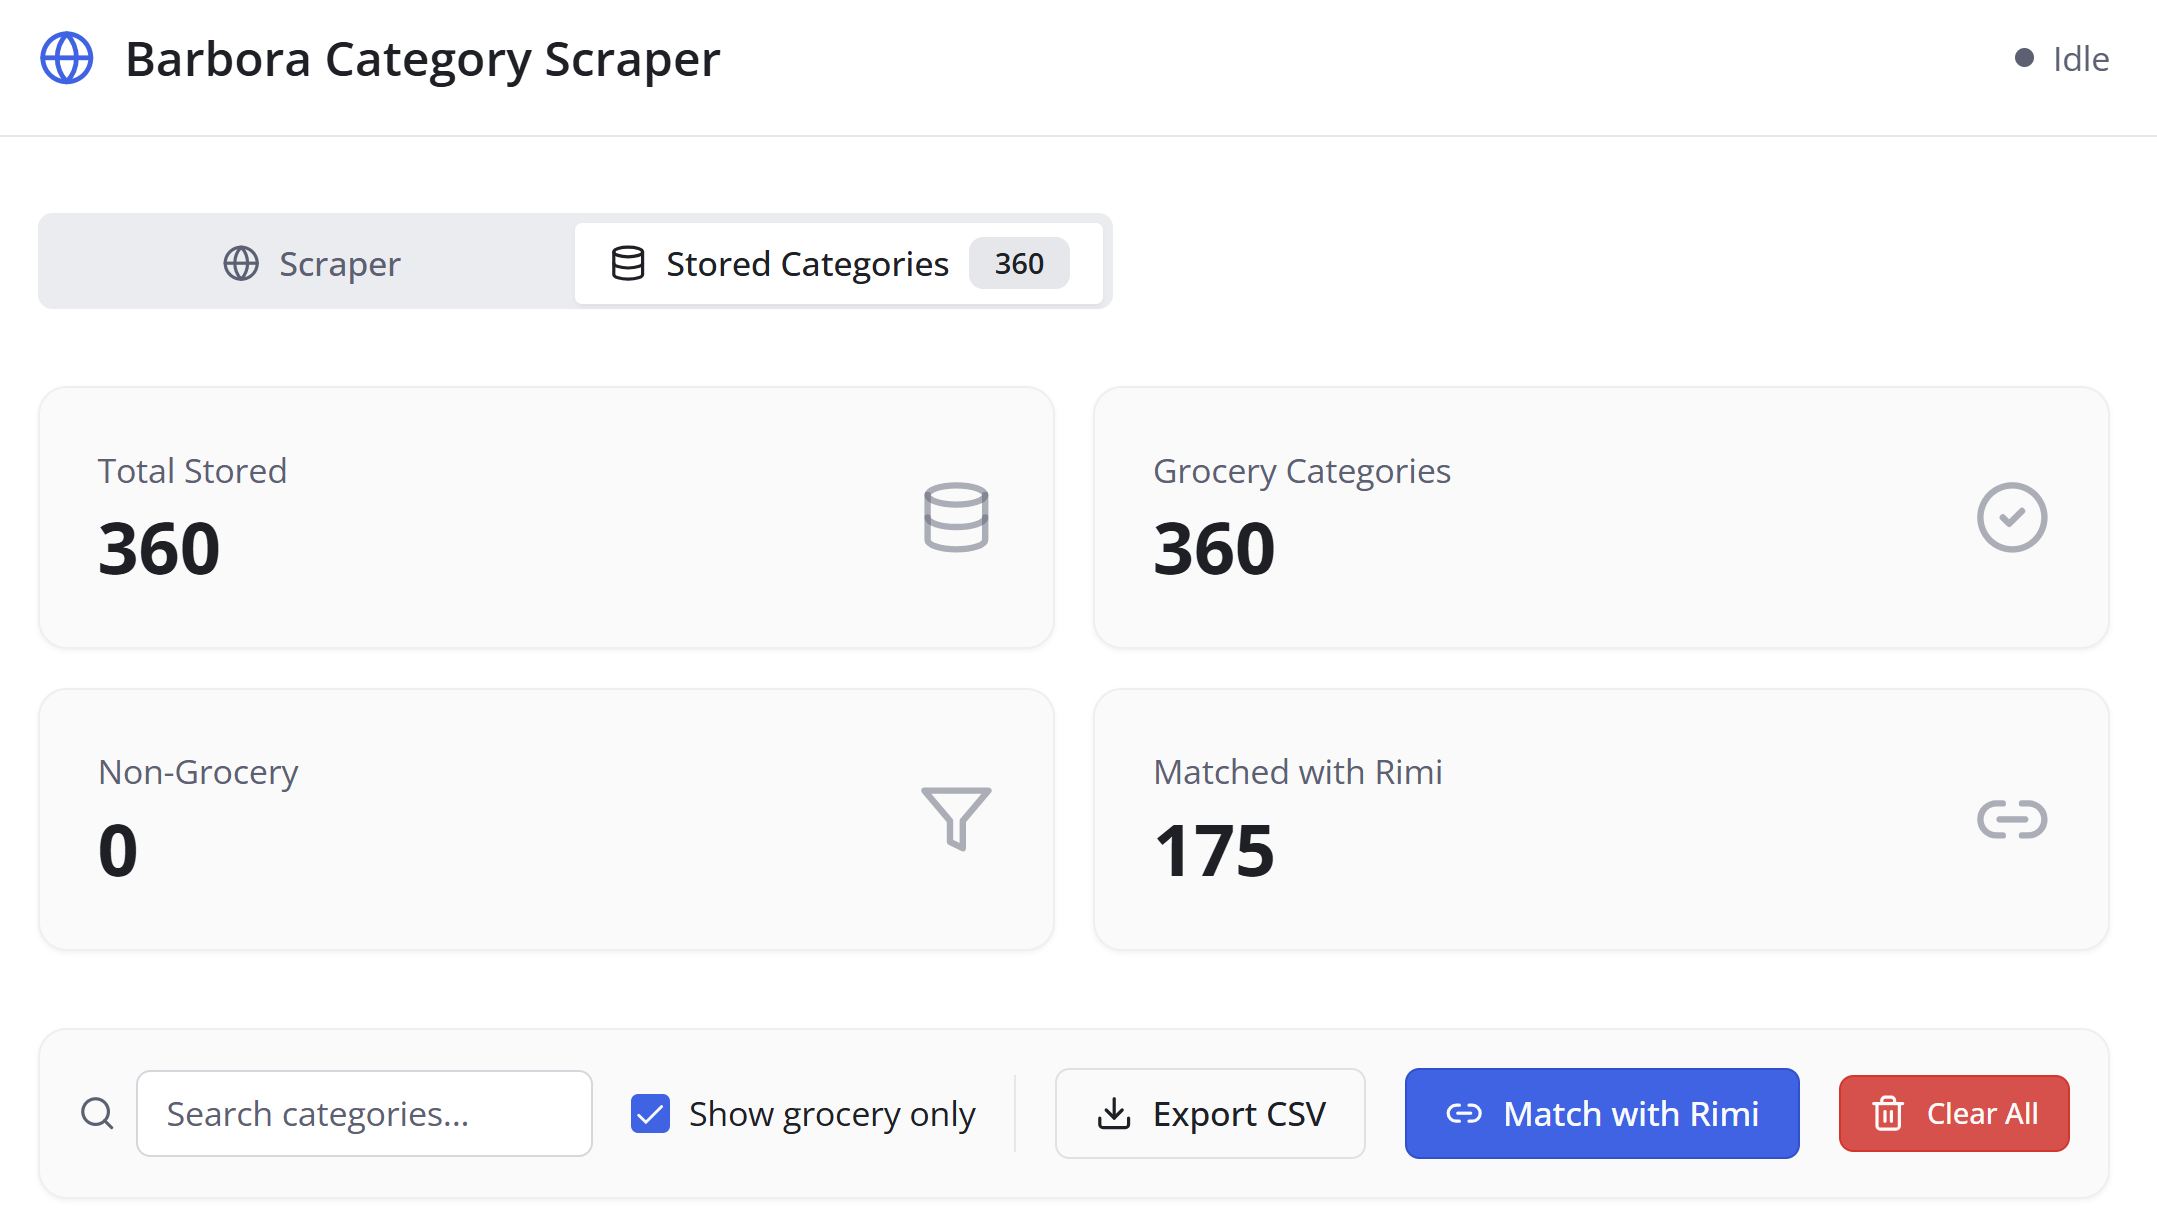 Barbora Category Scraper
Idle
Scraper
Stored Categories 360
Total Stored
360
Grocery Categories
360
Non-Grocery
0
Matched with Rimi
175
Search categories...
Show grocery only
Export CSV
Match with Rimi
Clear All